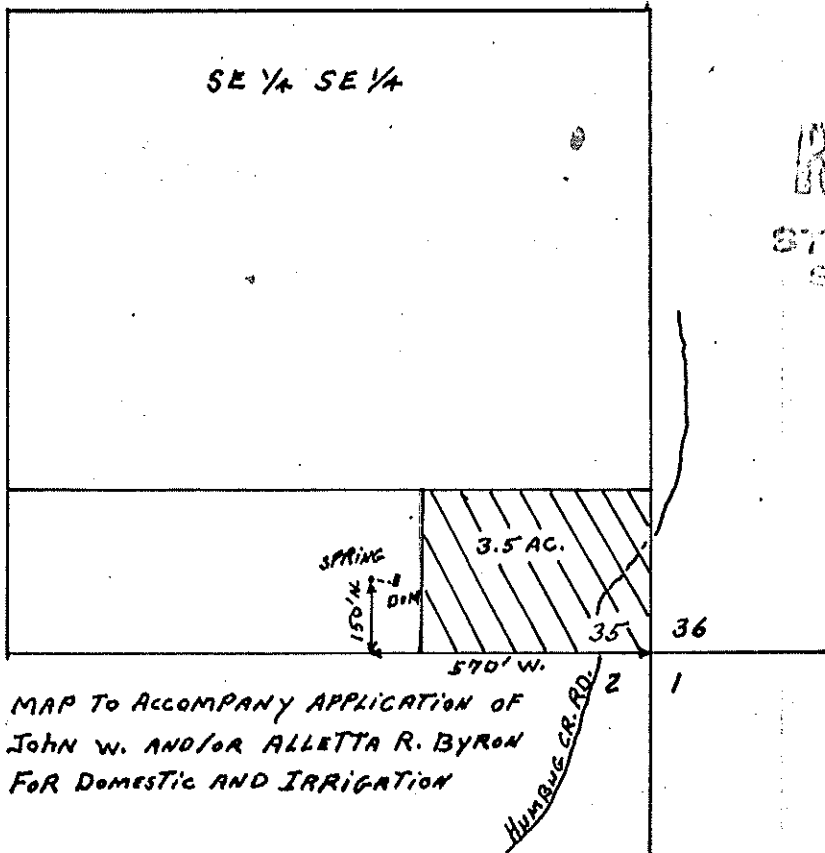 SE 1/4 SE 1/4
3.5 AC.
SPRING
DOM
150' N.
35
36
570' W.
2
1
HUMBUG CR. RD.
MAP TO ACCOMPANY APPLICATION OF
JOHN W. AND/OR ALLETTA R. BYRON
FOR DOMESTIC AND IRRIGATION